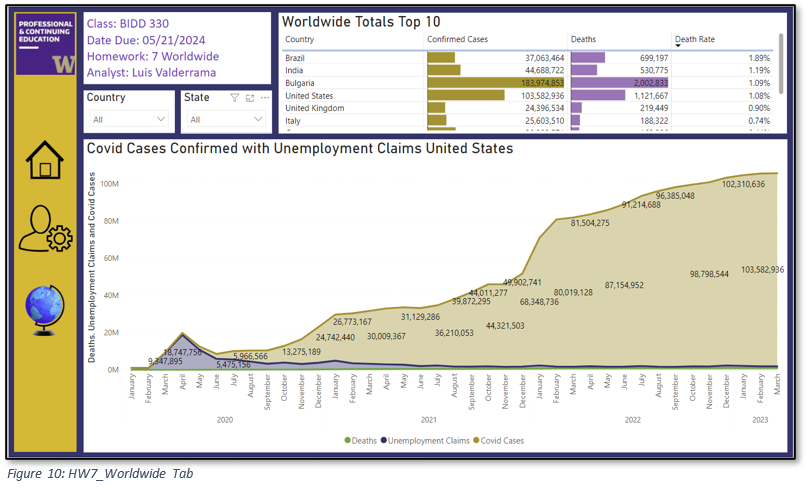 PROFESSIONAL
& CONTINUING
EDUCATION
W
Class: BIDD 330
Date Due: 05/21/2024
Homework: 7 Worldwide
Analyst: Luis Valderrama
Country
All
State
All
Worldwide Totals Top 10
Country Confirmed Cases Deaths Death Rate
Brazil 37,063,464 699,197 1.89%
India 44,688,722 530,775 1.19%
Bulgaria 183,974,853 2,002,833 1.09%
United States 103,582,936 1,121,667 1.08%
United Kingdom 24,396,534 219,449 0.90%
Italy 25,603,510 188,322 0.74%
Covid Cases Confirmed with Unemployment Claims United States
Deaths, Unemployment Claims and Covid Cases
100M
80M
60M
40M
20M
0M
9,347,895
18,747,756
5,475,156
5,966,566
13,275,189
24,742,440
26,773,167
30,009,367
31,129,286
36,210,053
39,872,295
44,011,277
44,321,503
49,902,741
68,348,736
80,019,128
81,504,275
87,154,952
91,214,688
96,385,048
98,798,544
102,310,636
103,582,936
January February March April May June July August September October November December January February March April May June July August September October November December January February March April May June July August September October November December January February March
2020 2021 2022 2023
Deaths Unemployment Claims Covid Cases
Figure 10: HW7_Worldwide Tab